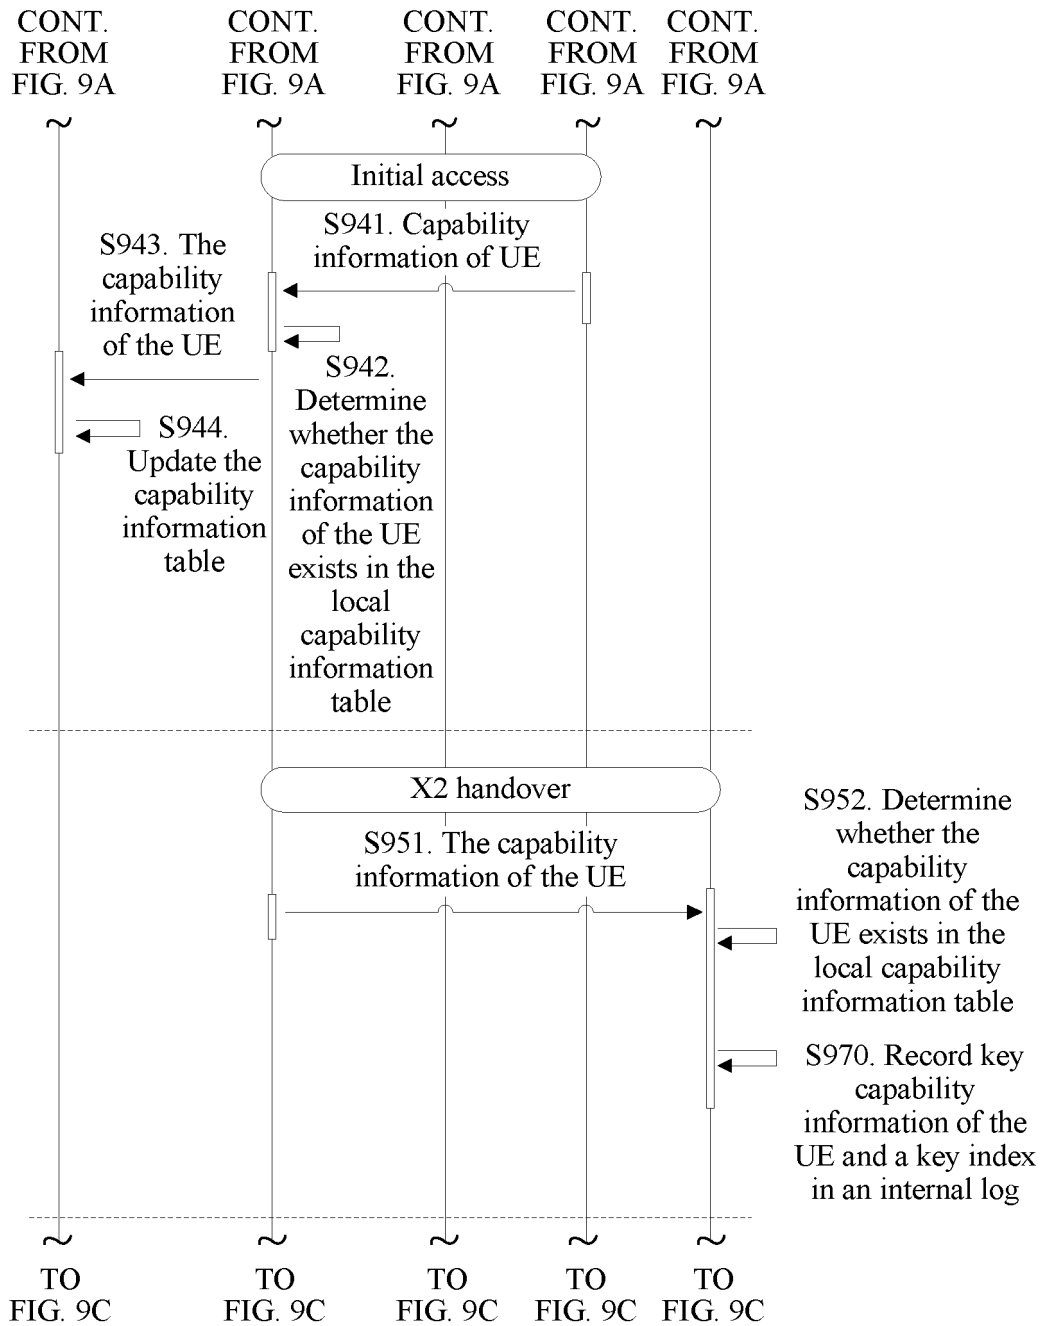 CONT.
FROM
FIG. 9A
CONT.
FROM
FIG. 9A
CONT.
FROM
FIG. 9A
CONT.
FROM
FIG. 9A
CONT.
FROM
FIG. 9A
Initial access
S941. Capability
information of UE
S943. The
capability
information
of the UE
S942.
Determine
whether the
capability
information
of the UE
exists in the
local
capability
information
table
S944.
Update the
capability
information
table
X2 handover
S951. The capability
information of the UE
S952. Determine
whether the
capability
information of the
UE exists in the
local capability
information table
S970. Record key
capability
information of the
UE and a key index
in an internal log
TO
FIG. 9C
TO
FIG. 9C
TO
FIG. 9C
TO
FIG. 9C
TO
FIG. 9C